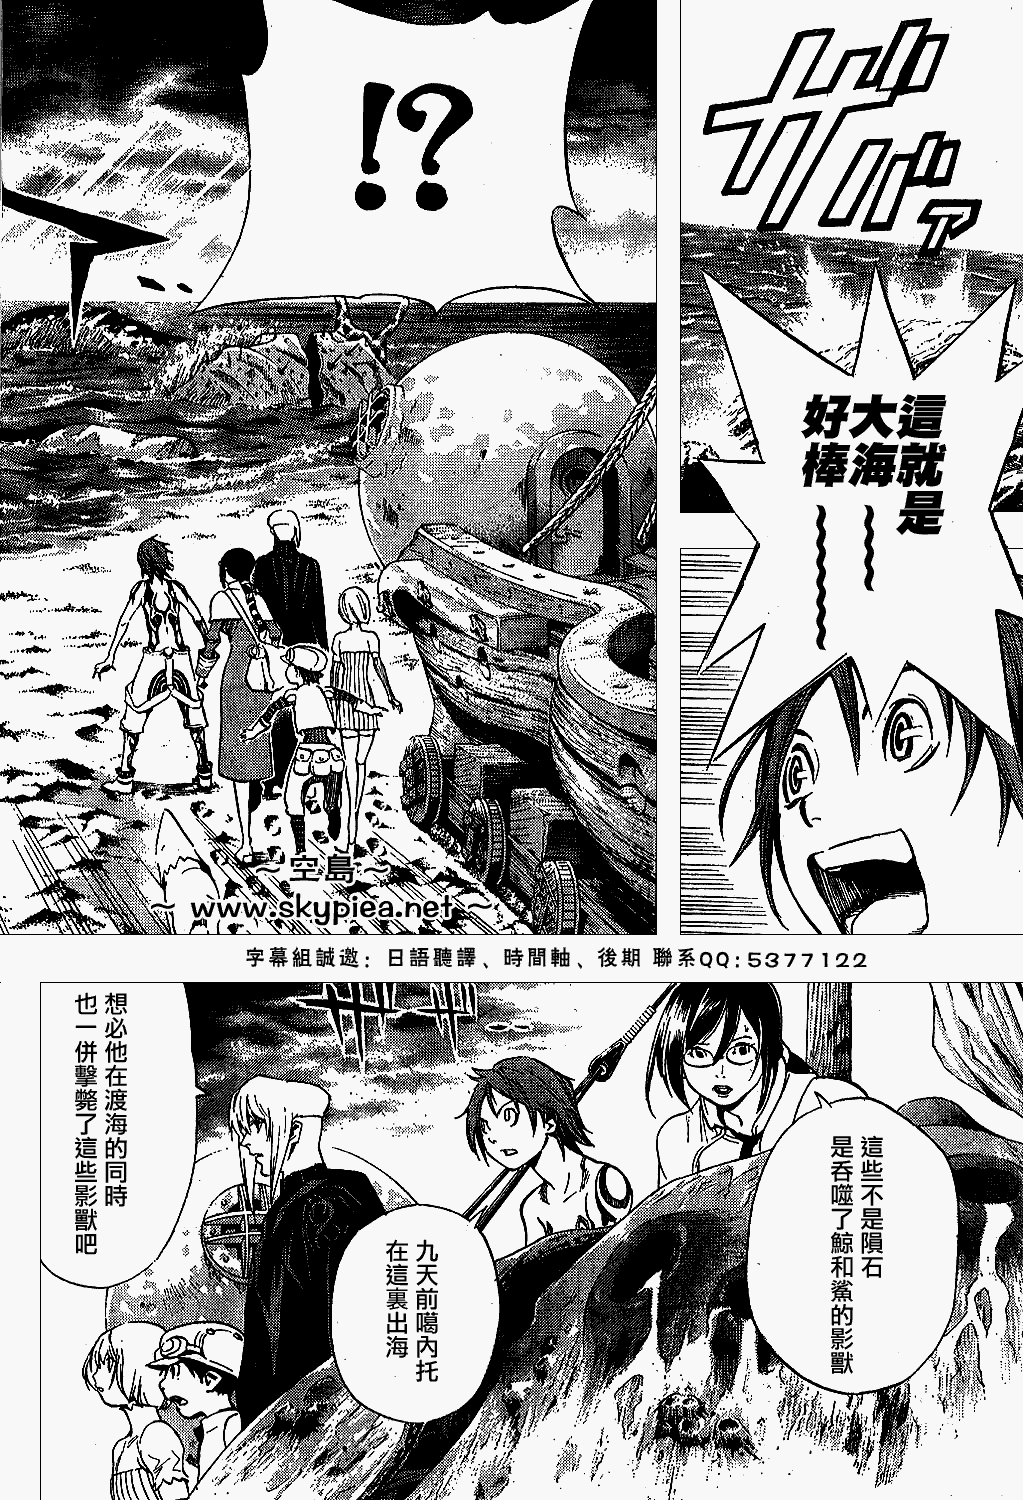 ザバァ
這就是
大海～～
好棒～～～～
!?
～空島～
～ www.skypiea.net ～
字幕組誠邀: 日語聽譯、時間軸、後期 聯系QQ:5377122
這些不是隕石
是吞噬了鯨和鯊的影獸
九天前噶內托
在這裏出海
想必他在渡海的同時
也一併擊斃了這些影獸吧